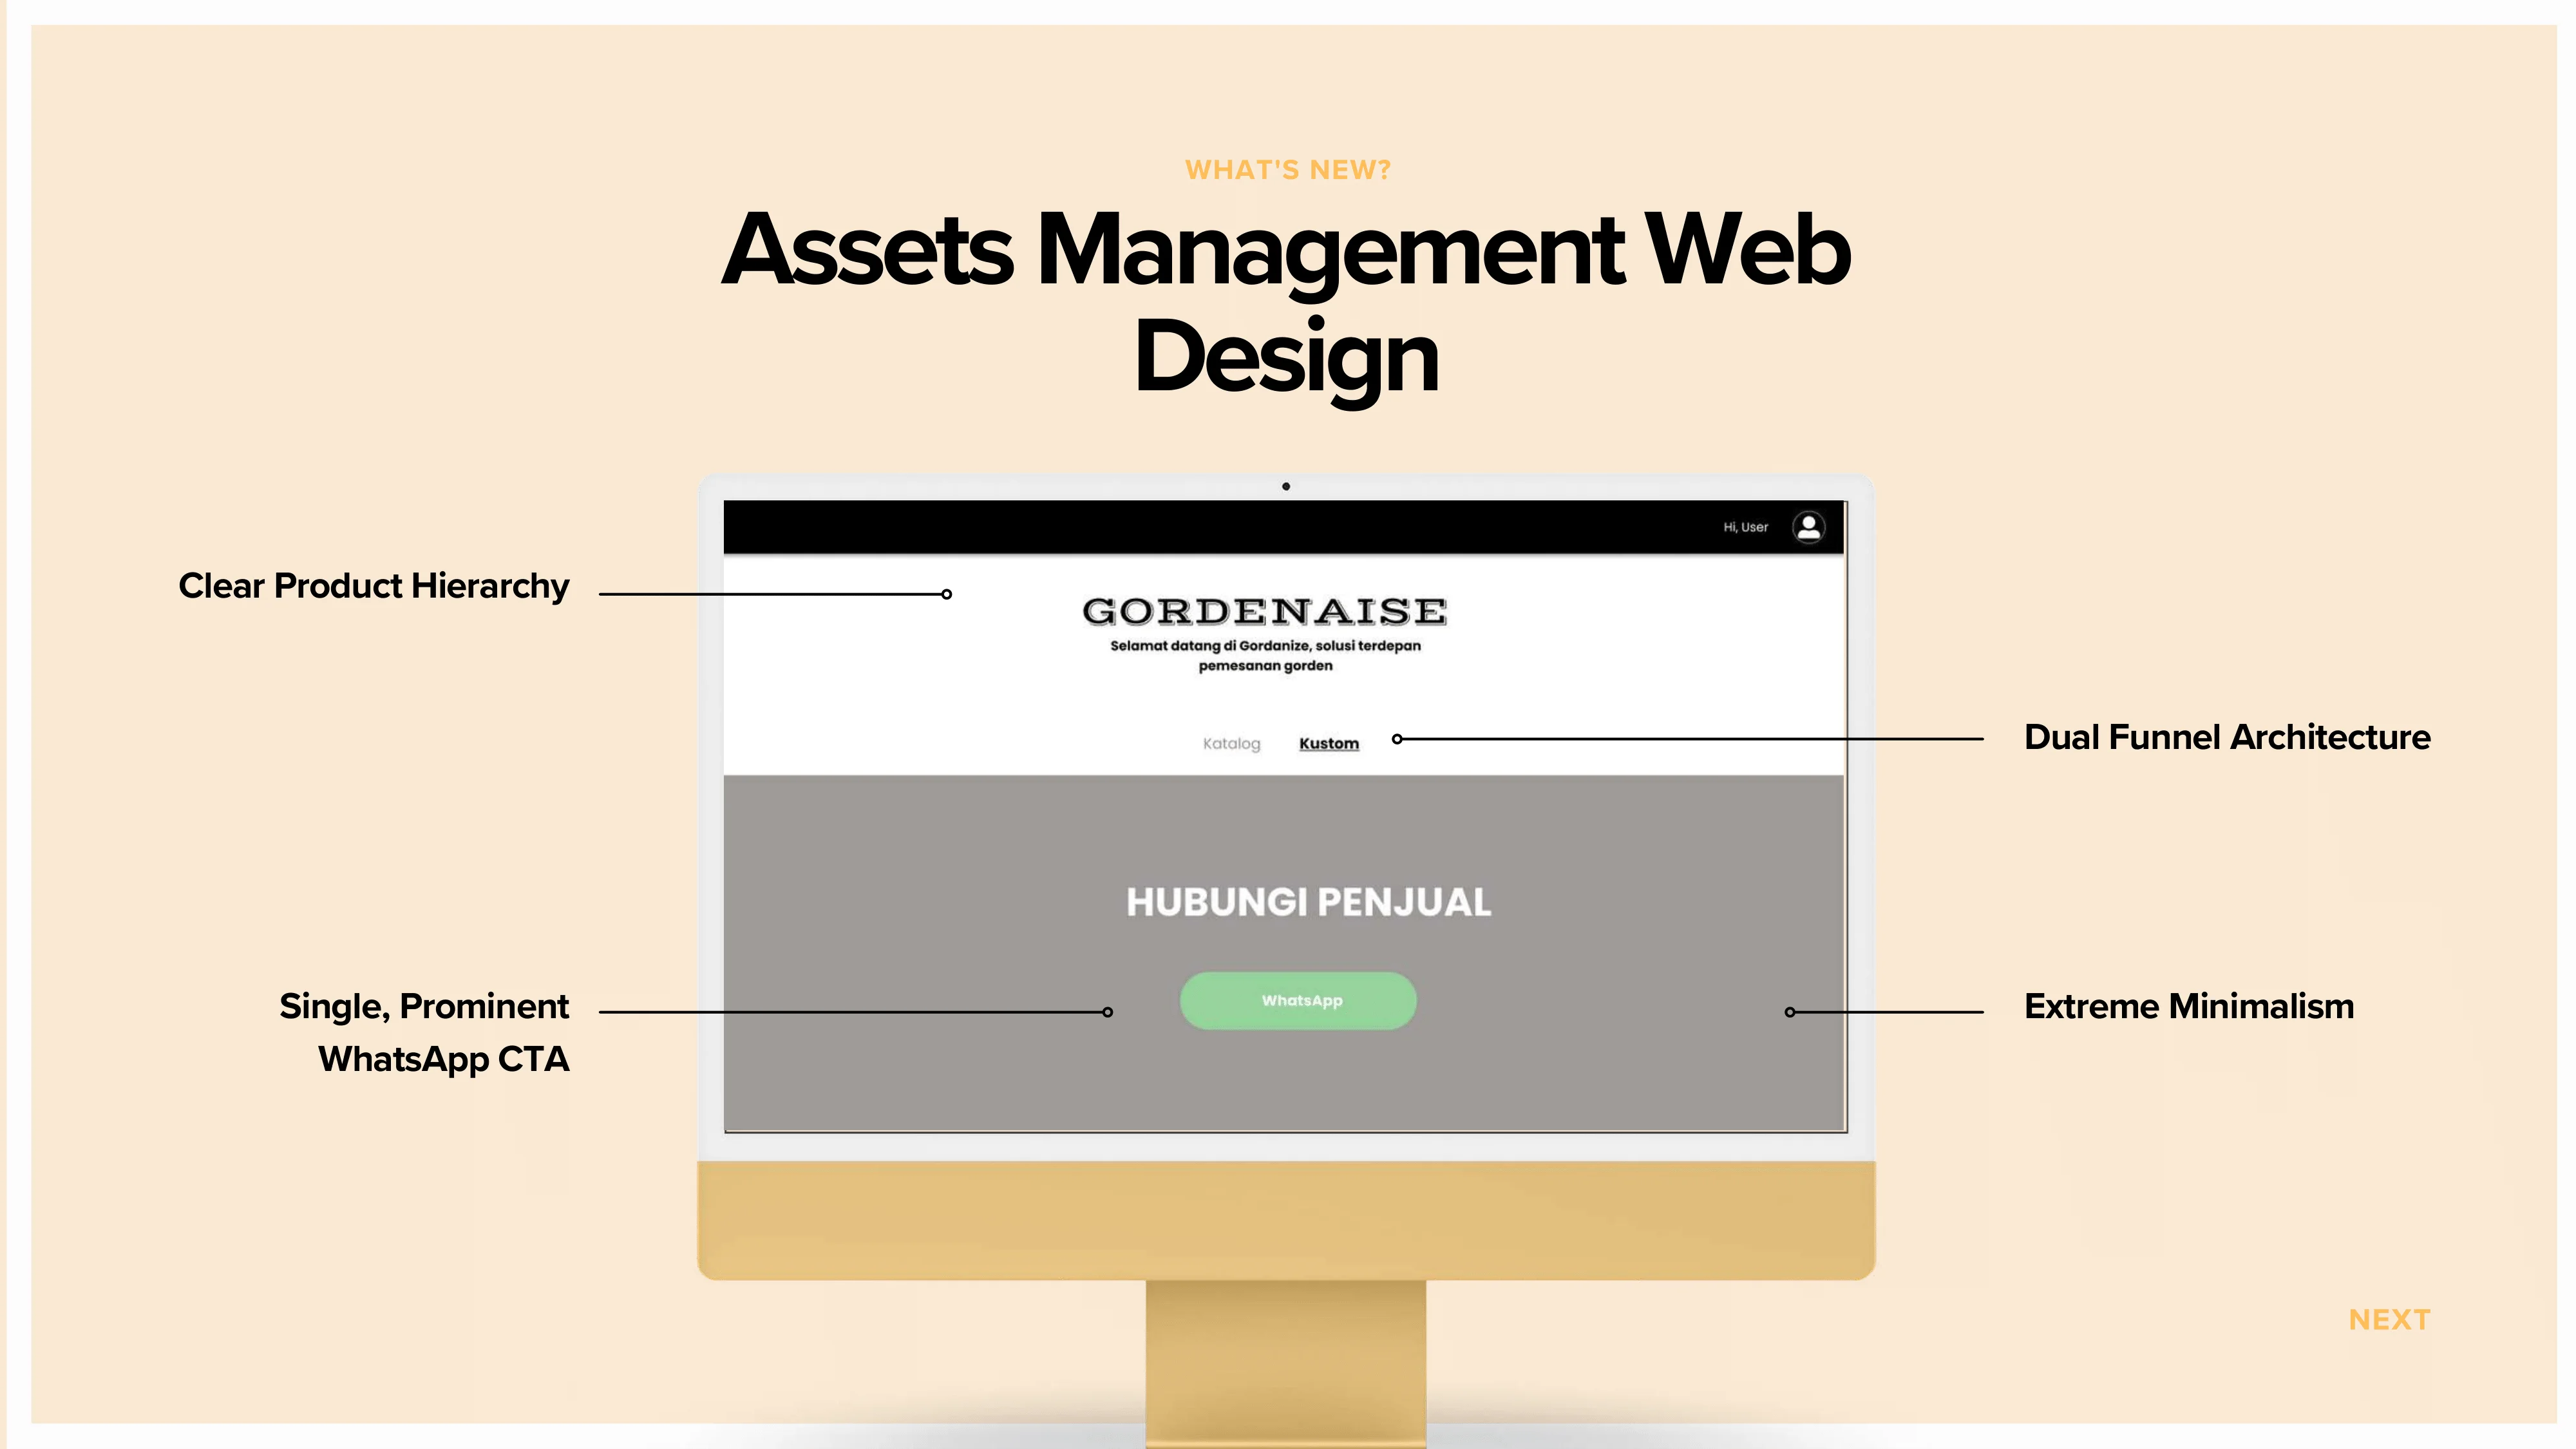 WHAT'S NEW?
Assets Management Web
Design
Hi, User
Clear Product Hierarchy
GORDENAISE
Selamat datang di Gordanize, solusi terdepan
pemesanan gorden
Katalog Kustom
Dual Funnel Architecture
HUBUNGI PENJUAL
WhatsApp
Single, Prominent
WhatsApp CTA
Extreme Minimalism
NEXT